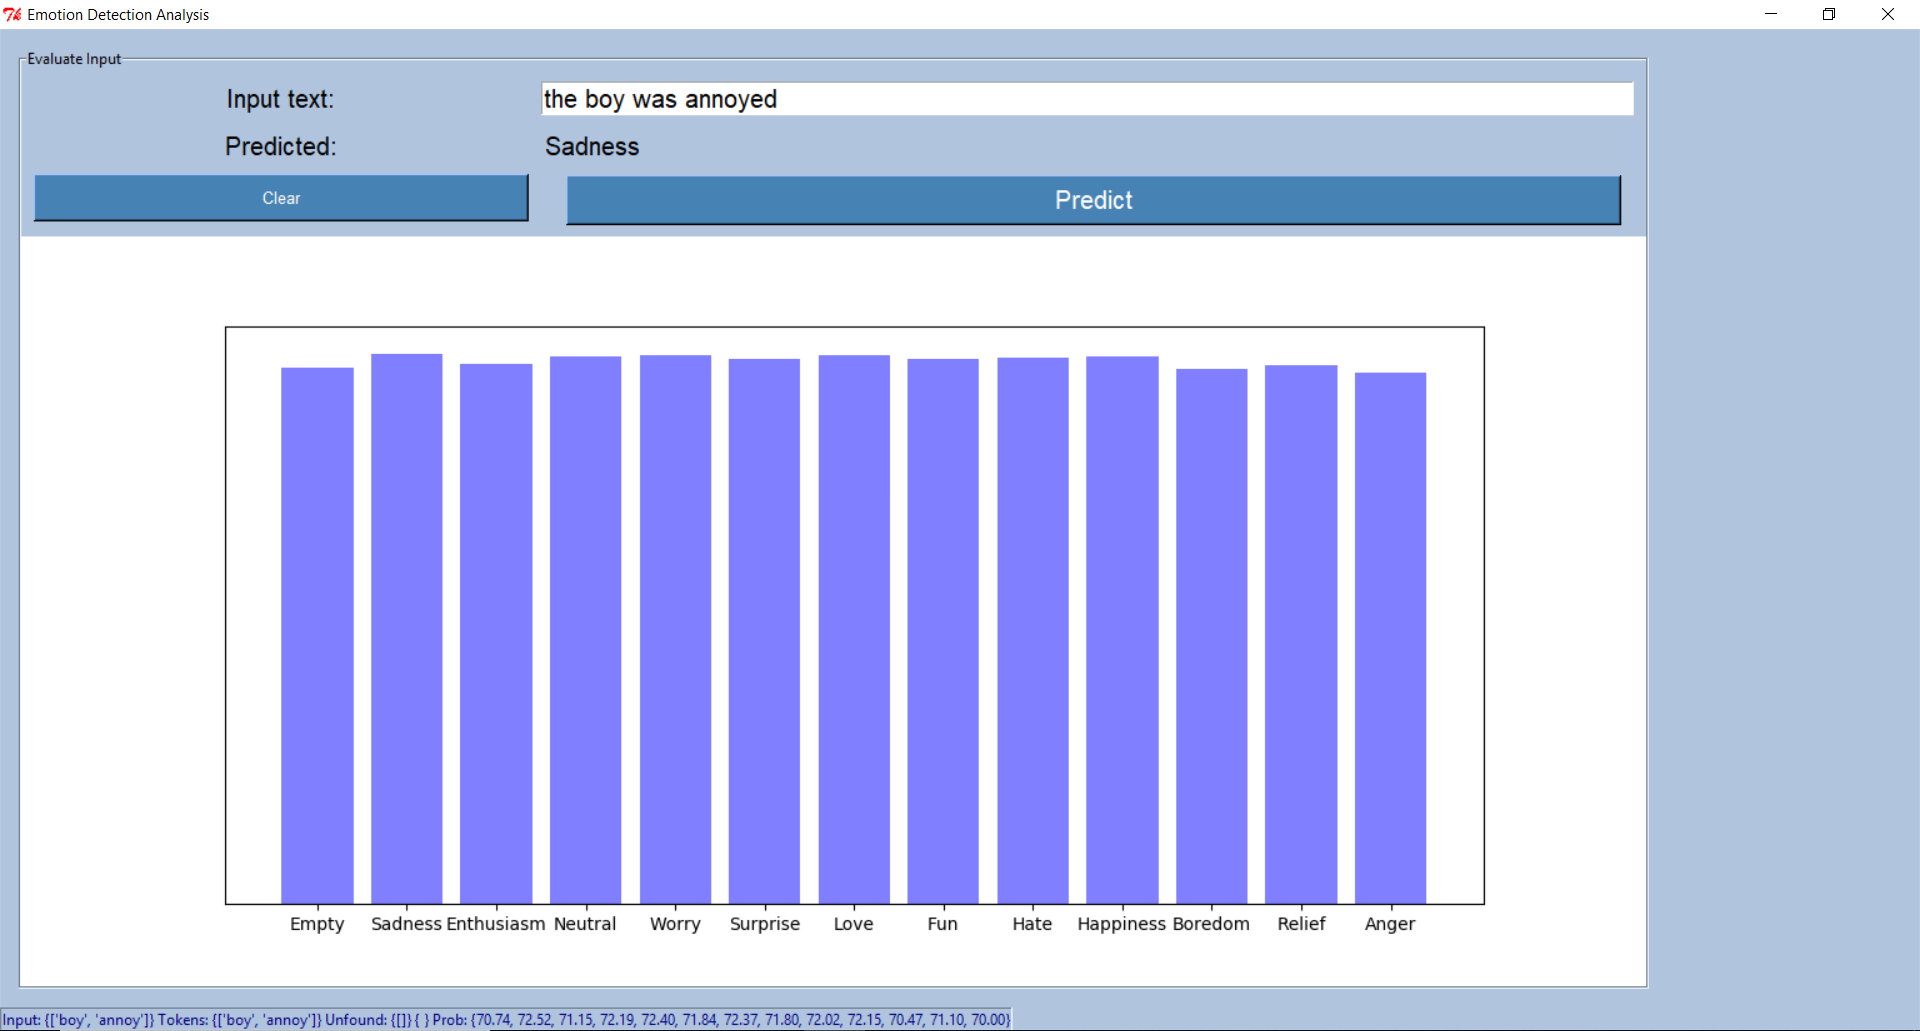 Emotion Detection Analysis
Evaluate Input
Input text: the boy was annoyed
Predicted: Sadness
Clear Predict
Empty Sadness Enthusiasm Neutral Worry Surprise Love Fun Hate Happiness Boredom Relief Anger
Input: {['boy', 'annoy']} Tokens: {['boy', 'annoy']} Unfound: {[]} { } Prob: {70.74, 72.52, 71.15, 72.19, 72.40, 71.84, 72.37, 71.80, 72.02, 72.15, 70.47, 71.10, 70.00}